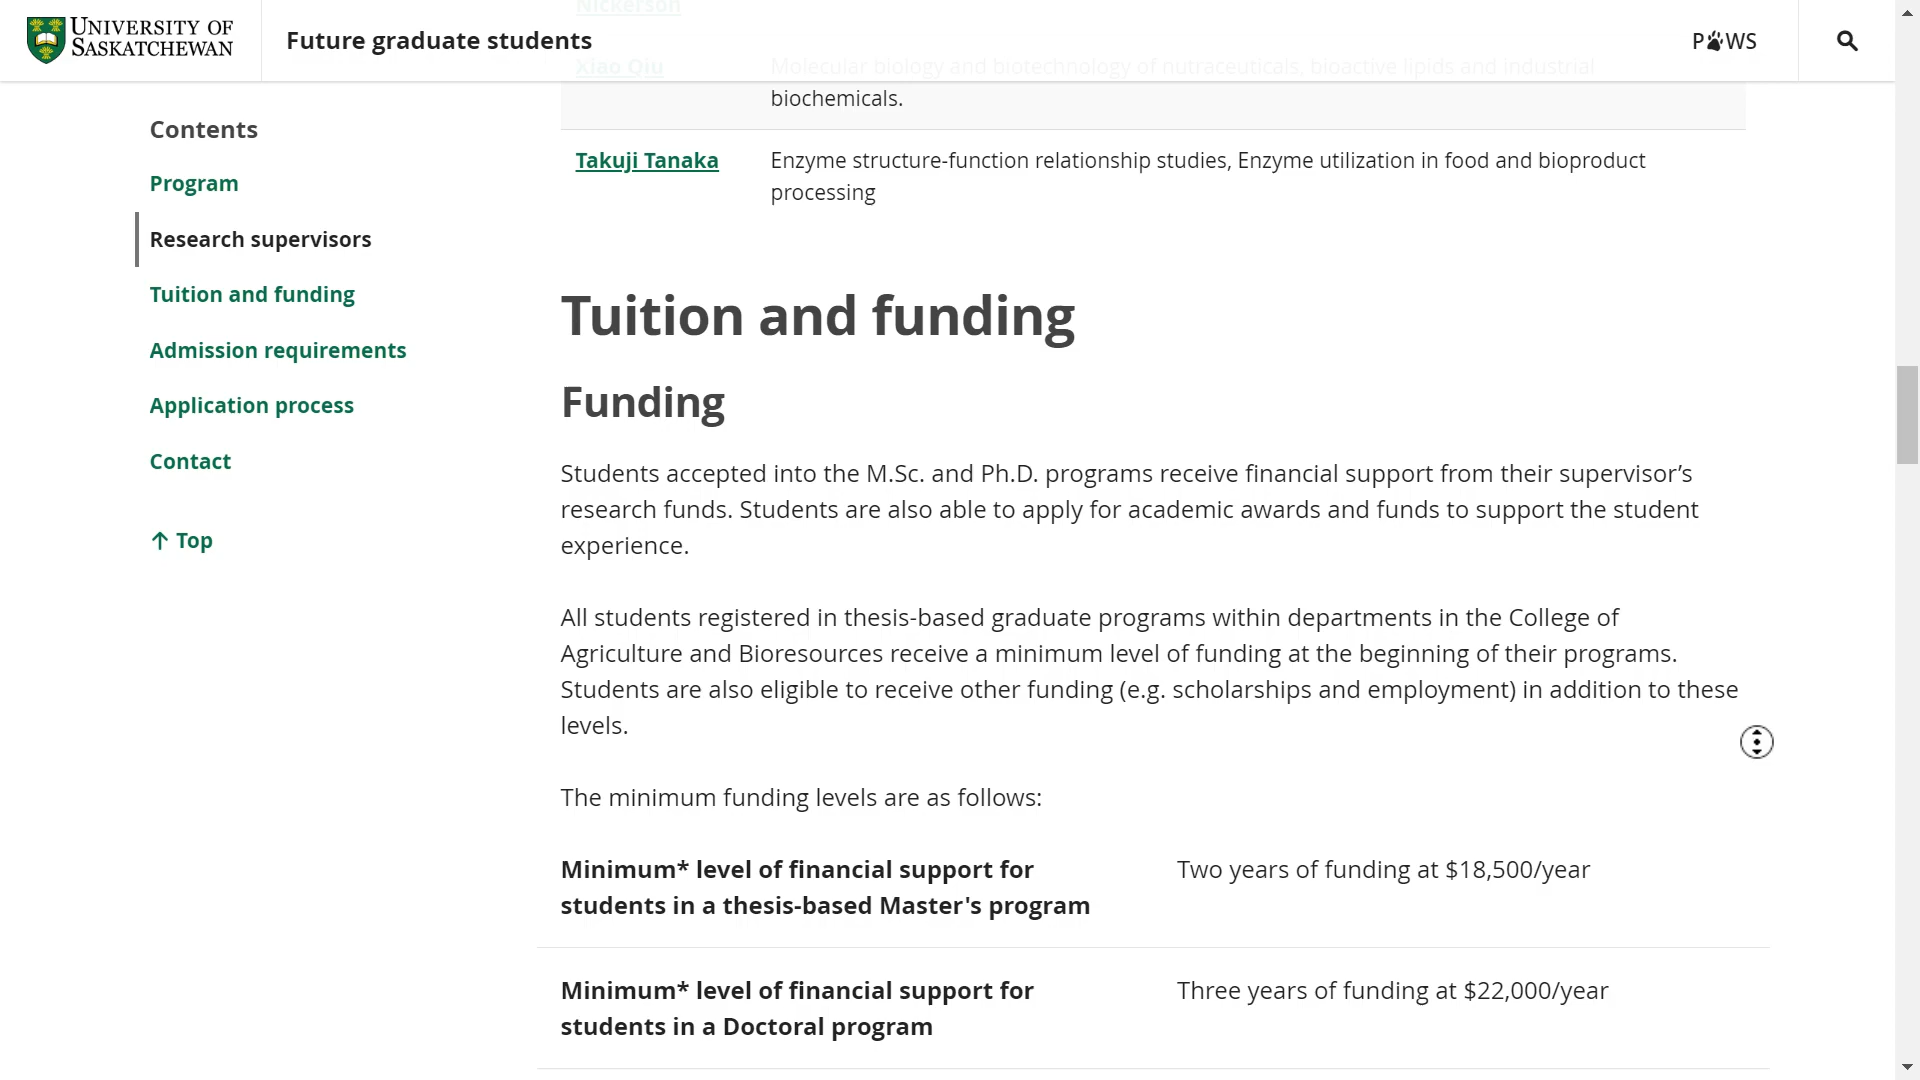 Nickerson
UNIVERSITY OF
SASKATCHEWAN
Future graduate students
PAWS
Xiao Qiu
Molecular biology and biotechnology of nutraceuticals, bioactive lipids and industrial
biochemicals.
Contents
Program
Research supervisors
Tuition and funding
Admission requirements
Application process
Contact
↑ Top
Takuji Tanaka
Enzyme structure-function relationship studies, Enzyme utilization in food and bioproduct
processing
Tuition and funding
Funding
Students accepted into the M.Sc. and Ph.D. programs receive financial support from their supervisor’s
research funds. Students are also able to apply for academic awards and funds to support the student
experience.
All students registered in thesis-based graduate programs within departments in the College of
Agriculture and Bioresources receive a minimum level of funding at the beginning of their programs.
Students are also eligible to receive other funding (e.g. scholarships and employment) in addition to these
levels.
The minimum funding levels are as follows:
Minimum* level of financial support for
students in a thesis-based Master's program
Two years of funding at $18,500/year
Minimum* level of financial support for
students in a Doctoral program
Three years of funding at $22,000/year